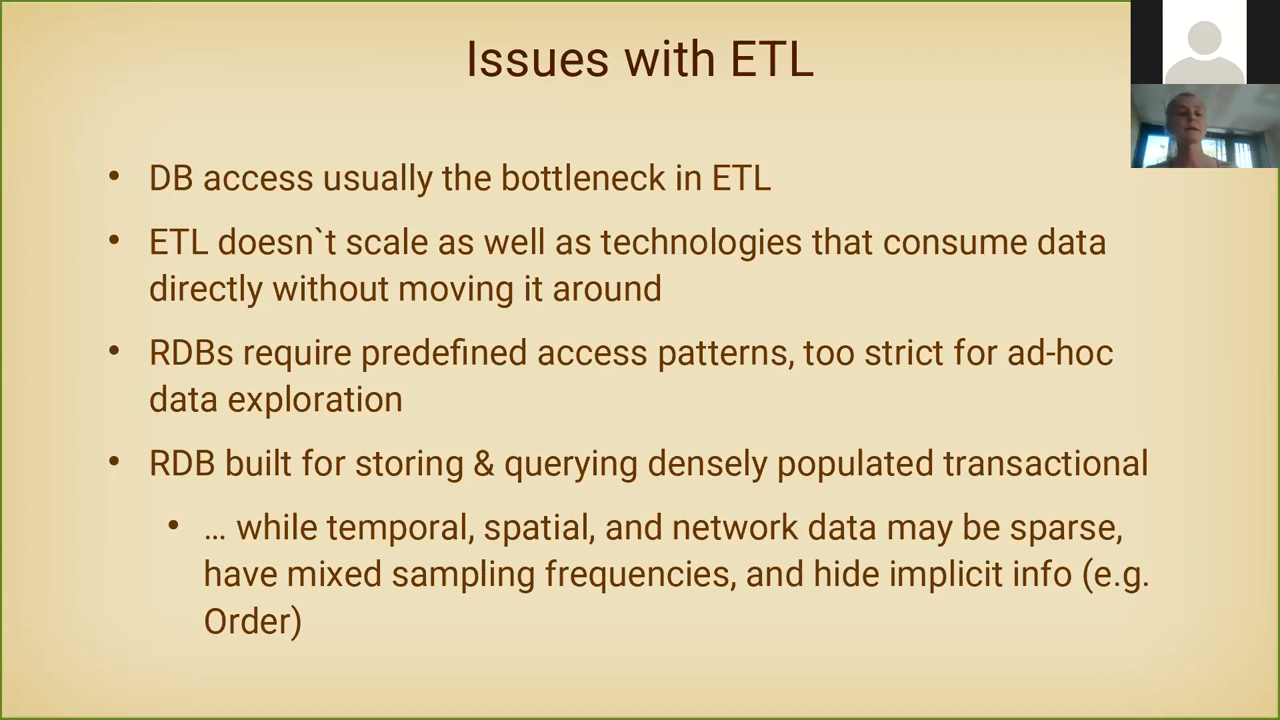 Issues with ETL
• DB access usually the bottleneck in ETL
• ETL doesn`t scale as well as technologies that consume data
directly without moving it around
• RDBs require predefined access patterns, too strict for ad-hoc
data exploration
• RDB built for storing & querying densely populated transactional
• … while temporal, spatial, and network data may be sparse,
have mixed sampling frequencies, and hide implicit info (e.g.
Order)